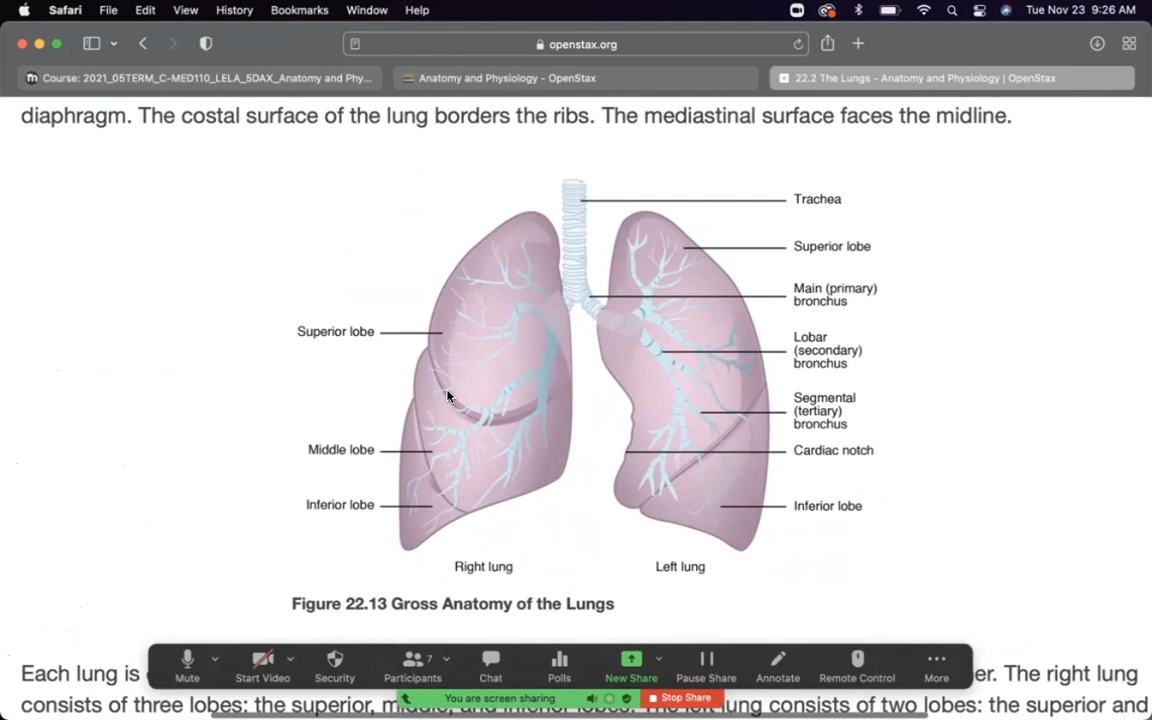 Safari File Edit View History Bookmarks Window Help Tue Nov 23 9:26 AM
openstax.org
Course: 2021_05TERM_C-MED110_LELA_5DAX_Anatomy and Phy... Anatomy and Physiology - OpenStax 22.2 The Lungs - Anatomy and Physiology | OpenStax
diaphragm. The costal surface of the lung borders the ribs. The mediastinal surface faces the midline.
Trachea
Superior lobe
Main (primary)
bronchus
Lobar
(secondary)
bronchus
Segmental
(tertiary)
bronchus
Cardiac notch
Inferior lobe
Superior lobe
Middle lobe
Inferior lobe
Right lung
Left lung
Figure 22.13 Gross Anatomy of the Lungs
Each lung is er. The right lung
Mute Start Video Security Participants 7 Chat Polls New Share Pause Share Annotate Remote Control More
You are screen sharing Stop Share
consists of three lobes: the superior, lung consists of two lobes: the superior and